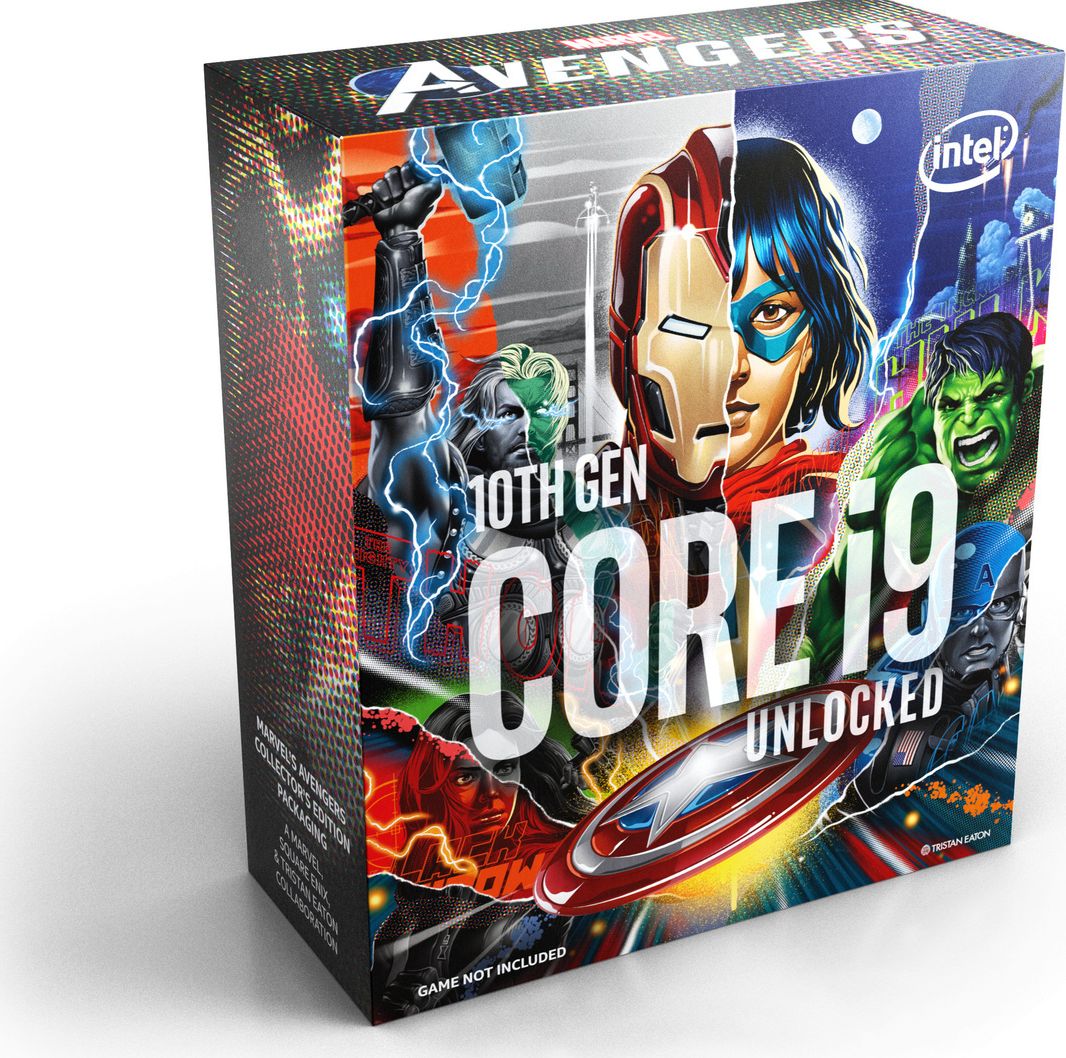 MARVEL
AVENGERS
intel
10TH GEN
CORE i9
UNLOCKED
A
TRISTAN EATON
GAME NOT INCLUDED
MARVEL'S AVENGERS
COLLECTOR'S EDITION
PACKAGING
A MARVEL,
SQUARE ENIX,
& TRISTAN EATON
COLLABORATION